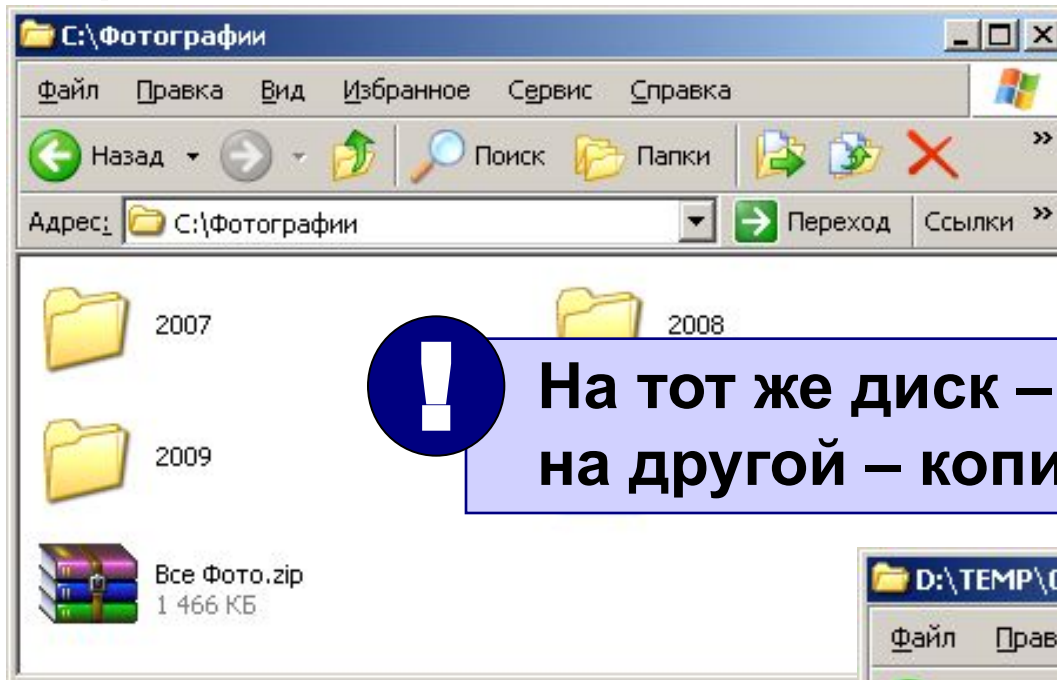 C:\Фотографии
Файл Правка Вид Избранное Сервис Справка
Назад Поиск Папки »
Адрес: C:\Фотографии Переход Ссылки »
2007 2008
! На тот же диск –
на другой – копи
2009
Все Фото.zip
1 466 КБ
D:\TEMP\
Файл Прав